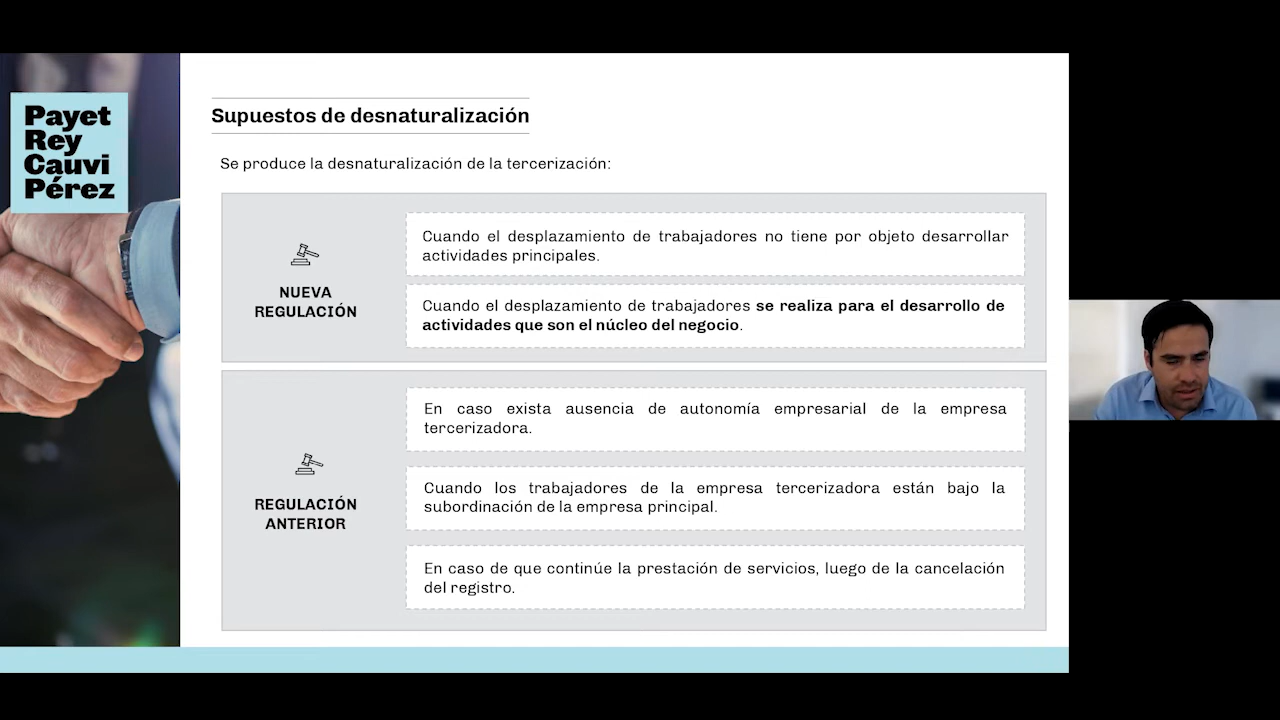 Payet
Rey
Cauvi
Pérez
Supuestos de desnaturalización
Se produce la desnaturalización de la tercerización:
NUEVA
REGULACIÓN
Cuando el desplazamiento de trabajadores no tiene por objeto desarrollar
actividades principales.
Cuando el desplazamiento de trabajadores se realiza para el desarrollo de
actividades que son el núcleo del negocio.
REGULACIÓN
ANTERIOR
En caso exista ausencia de autonomía empresarial de la empresa
tercerizadora.
Cuando los trabajadores de la empresa tercerizadora están bajo la
subordinación de la empresa principal.
En caso de que continúe la prestación de servicios, luego de la cancelación
del registro.